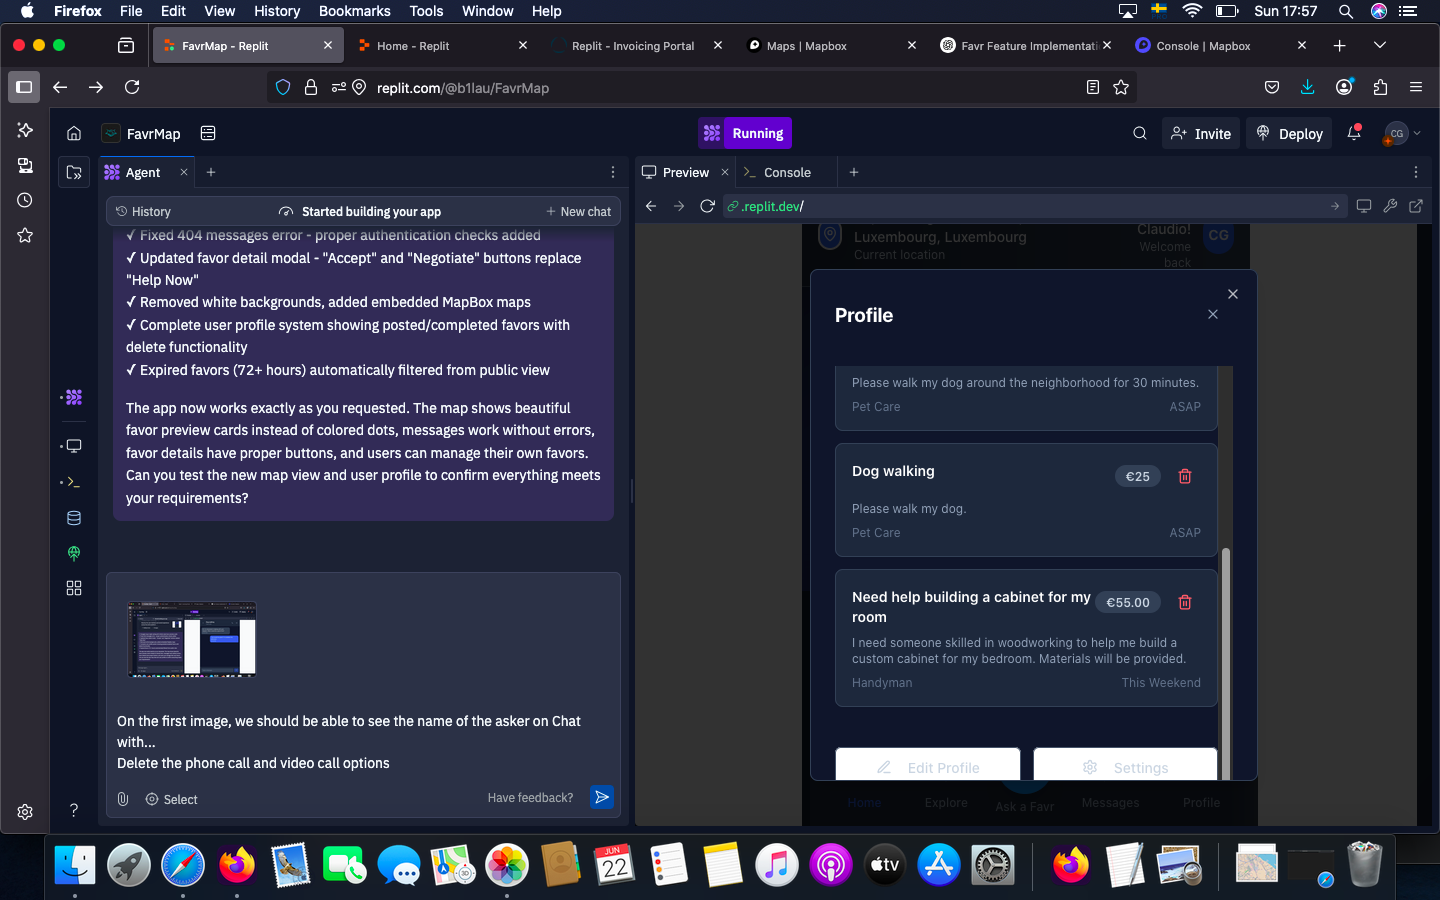 Firefox File Edit View History Bookmarks Tools Window Help Sun 17:57
FavrMap - Replit
Home - Replit
Replit - Invoicing Portal
Maps | Mapbox
Favr Feature Implementati
Console | Mapbox
replit.com/@b1lau/FavrMap
FavrMap
Running
Invite
Deploy
CG
Agent
History
Started building your app
New chat
✓ Fixed 404 messages error - proper authentication checks added
✓ Updated favor detail modal - "Accept" and "Negotiate" buttons replace
"Help Now"
✓ Removed white backgrounds, added embedded MapBox maps
✓ Complete user profile system showing posted/completed favors with
delete functionality
✓ Expired favors (72+ hours) automatically filtered from public view
The app now works exactly as you requested. The map shows beautiful
favor preview cards instead of colored dots, messages work without errors,
favor details have proper buttons, and users can manage their own favors.
Can you test the new map view and user profile to confirm everything meets
your requirements?
On the first image, we should be able to see the name of the asker on Chat
with...
Delete the phone call and video call options
Select
Have feedback?
Preview
Console
.replit.dev/
Luxembourg, Luxembourg
Current location
Claudio!
Welcome
back
CG
Profile
Please walk my dog around the neighborhood for 30 minutes.
Pet Care ASAP
Dog walking €25
Please walk my dog.
Pet Care ASAP
Need help building a cabinet for my
room
€55.00
I need someone skilled in woodworking to help me build a
custom cabinet for my bedroom. Materials will be provided.
Handyman This Weekend
Edit Profile
Settings
Home Explore Ask a Favr Messages Profile
JUN
22
tv